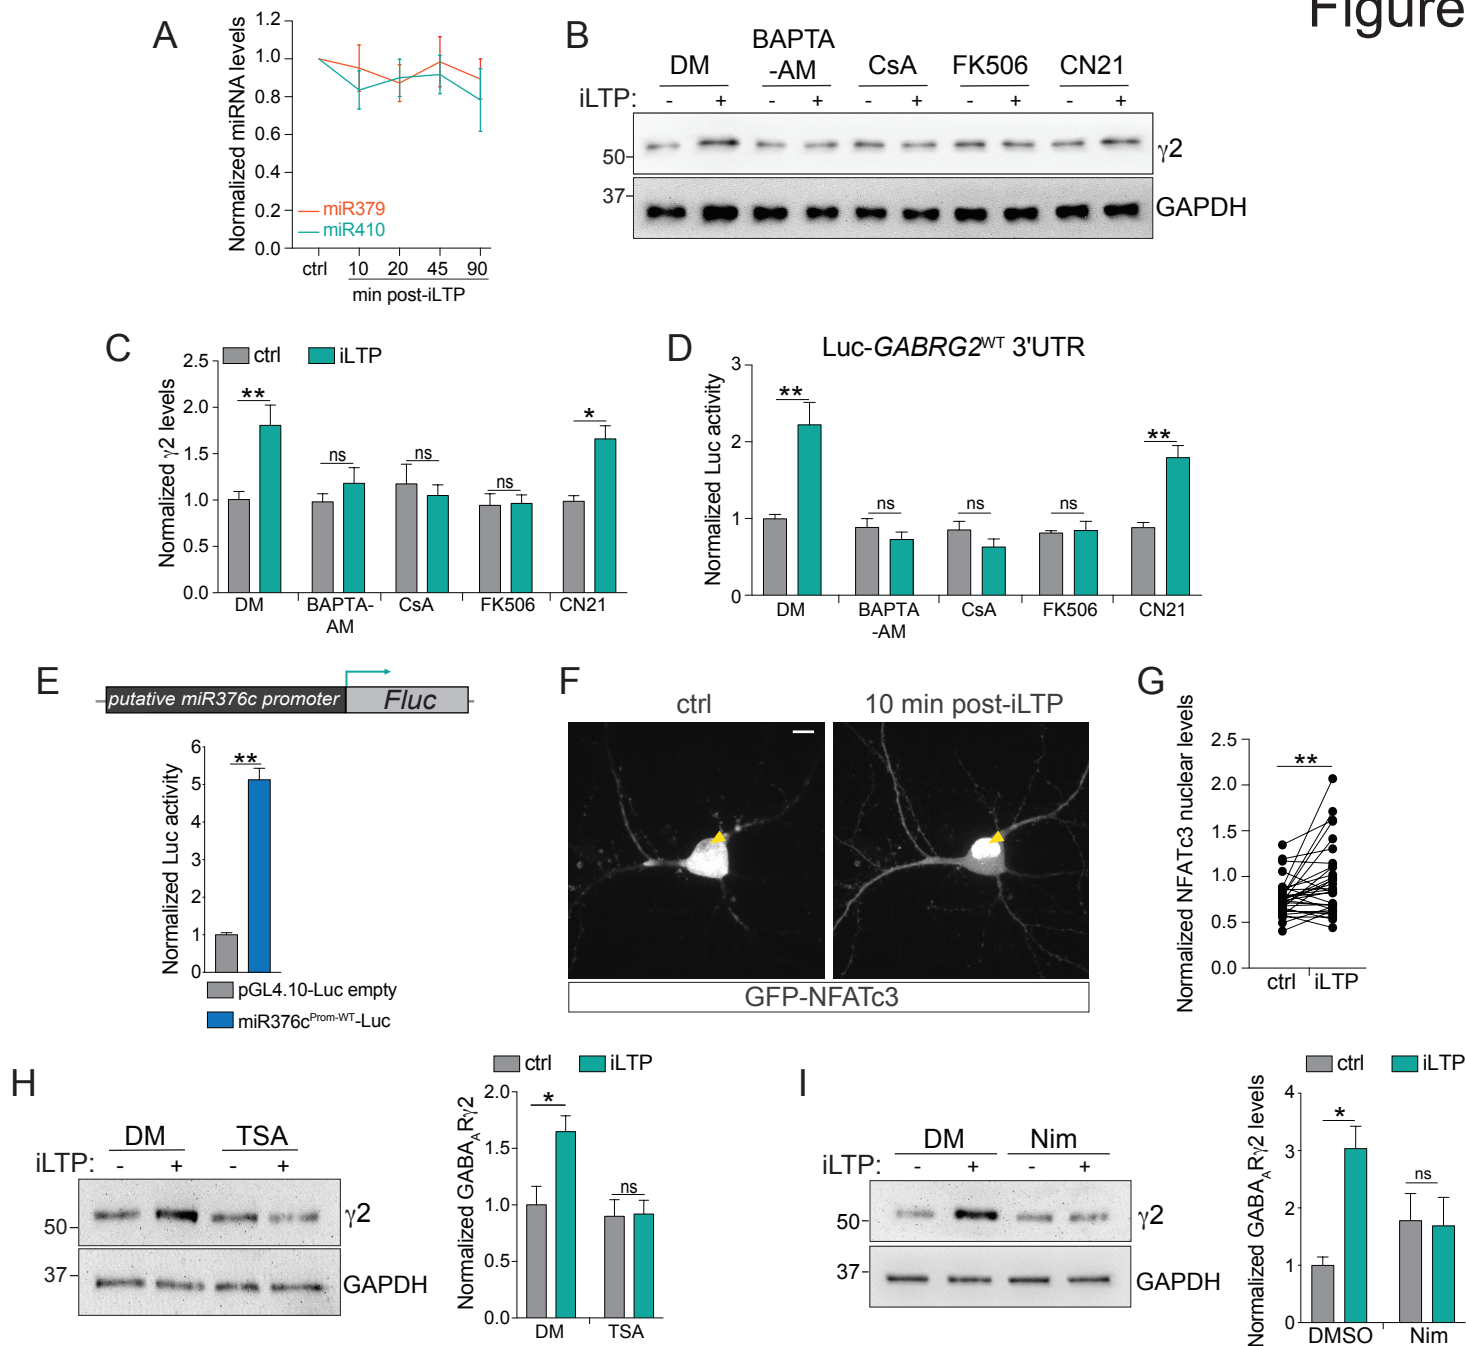 Figure
A
Normalized miRNA levels
1.2
1.0
0.8
0.6
0.4
0.2
0.0
miR379
miR410
ctrl 10 20 45 90
min post-iLTP
B
DM BAPTA-AM CsA FK506 CN21
iLTP: - + - + - + - + - +
50
γ2
37
GAPDH
C
ctrl iLTP
Normalized γ2 levels
2.5
2.0
1.5
1.0
0.5
0.0
** ns ns ns *
DM BAPTA-AM CsA FK506 CN21
D
Luc-GABRG2WT 3'UTR
Normalized Luc activity
3
2
1
0
** ns ns ns **
DM BAPTA-AM CsA FK506 CN21
E
putative miR376c promoter Fluc
Normalized Luc activity
6
5
4
3
2
1
0
**
pGL4.10-Luc empty
miR376cProm-WT-Luc
F
ctrl 10 min post-iLTP
GFP-NFATc3
G
Normalized NFATc3 nuclear levels
2.5
2.0
1.5
1.0
0.5
0.0
**
ctrl iLTP
H
DM TSA
iLTP: - + - +
50
γ2
37
GAPDH
ctrl iLTP
Normalized GABAARγ2
2.0
1.5
1.0
0.5
0.0
* ns
DM TSA
I
DM Nim
iLTP: - + - +
50
γ2
37
GAPDH
ctrl iLTP
Normalized GABAARγ2 levels
4
3
2
1
0
* ns
DMSO Nim